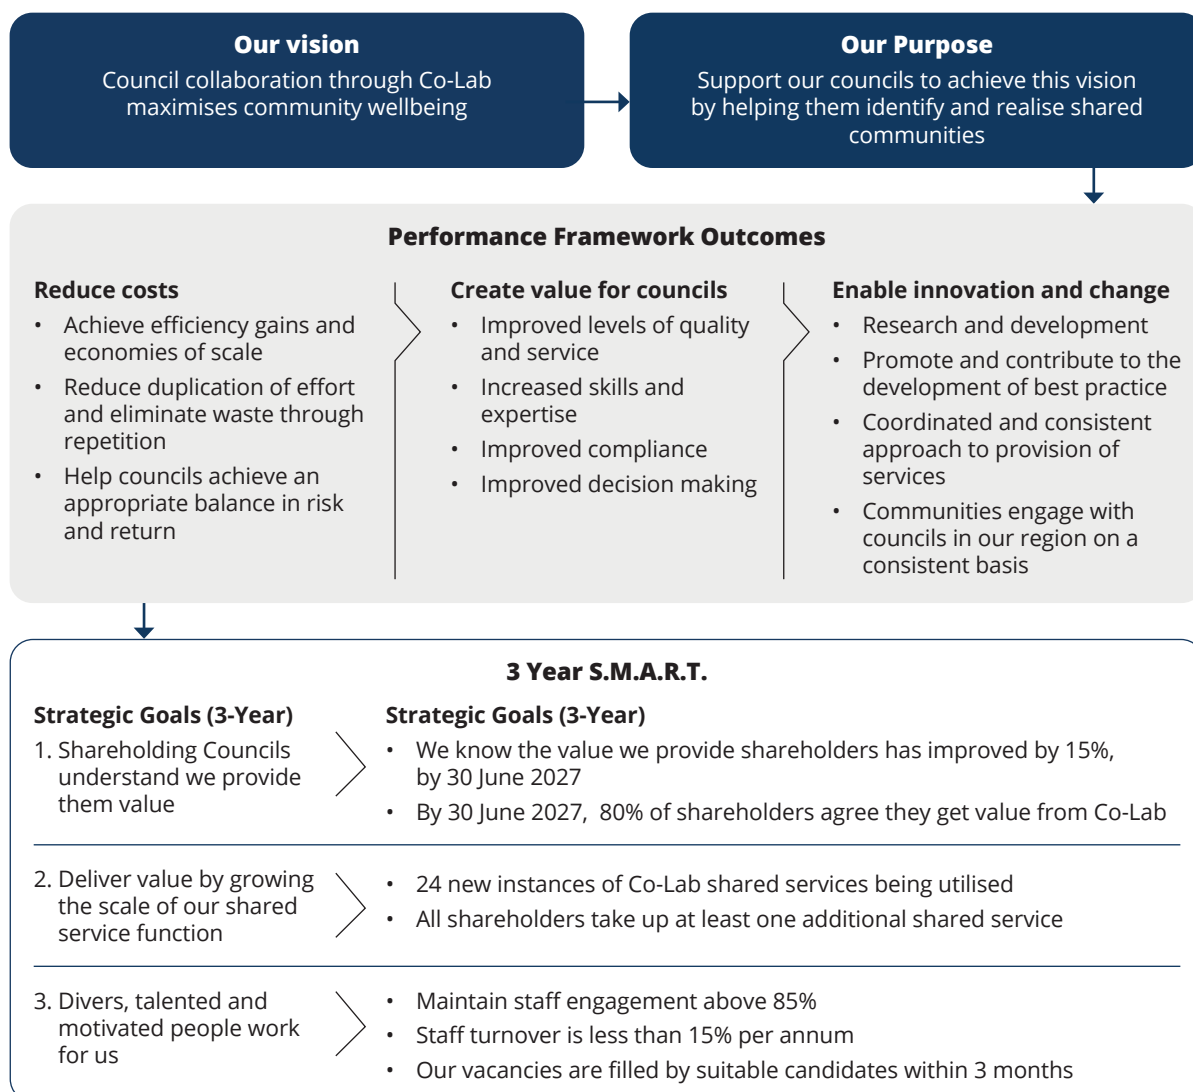 Our vision
Council collaboration through Co-Lab
maximises community wellbeing
Our Purpose
Support our councils to achieve this vision
by helping them identify and realise shared
communities
Performance Framework Outcomes
Reduce costs
• Achieve efficiency gains and
economies of scale
• Reduce duplication of effort
and eliminate waste through
repetition
• Help councils achieve an
appropriate balance in risk
and return
Create value for councils
• Improved levels of quality
and service
• Increased skills and
expertise
• Improved compliance
• Improved decision making
Enable innovation and change
• Research and development
• Promote and contribute to the
development of best practice
• Coordinated and consistent
approach to provision of
services
• Communities engage with
councils in our region on a
consistent basis
3 Year S.M.A.R.T.
Strategic Goals (3-Year)
Strategic Goals (3-Year)
1. Shareholding Councils
understand we provide
them value
• We know the value we provide shareholders has improved by 15%,
by 30 June 2027
• By 30 June 2027, 80% of shareholders agree they get value from Co-Lab
2. Deliver value by growing
the scale of our shared
service function
• 24 new instances of Co-Lab shared services being utilised
• All shareholders take up at least one additional shared service
3. Divers, talented and
motivated people work
for us
• Maintain staff engagement above 85%
• Staff turnover is less than 15% per annum
• Our vacancies are filled by suitable candidates within 3 months